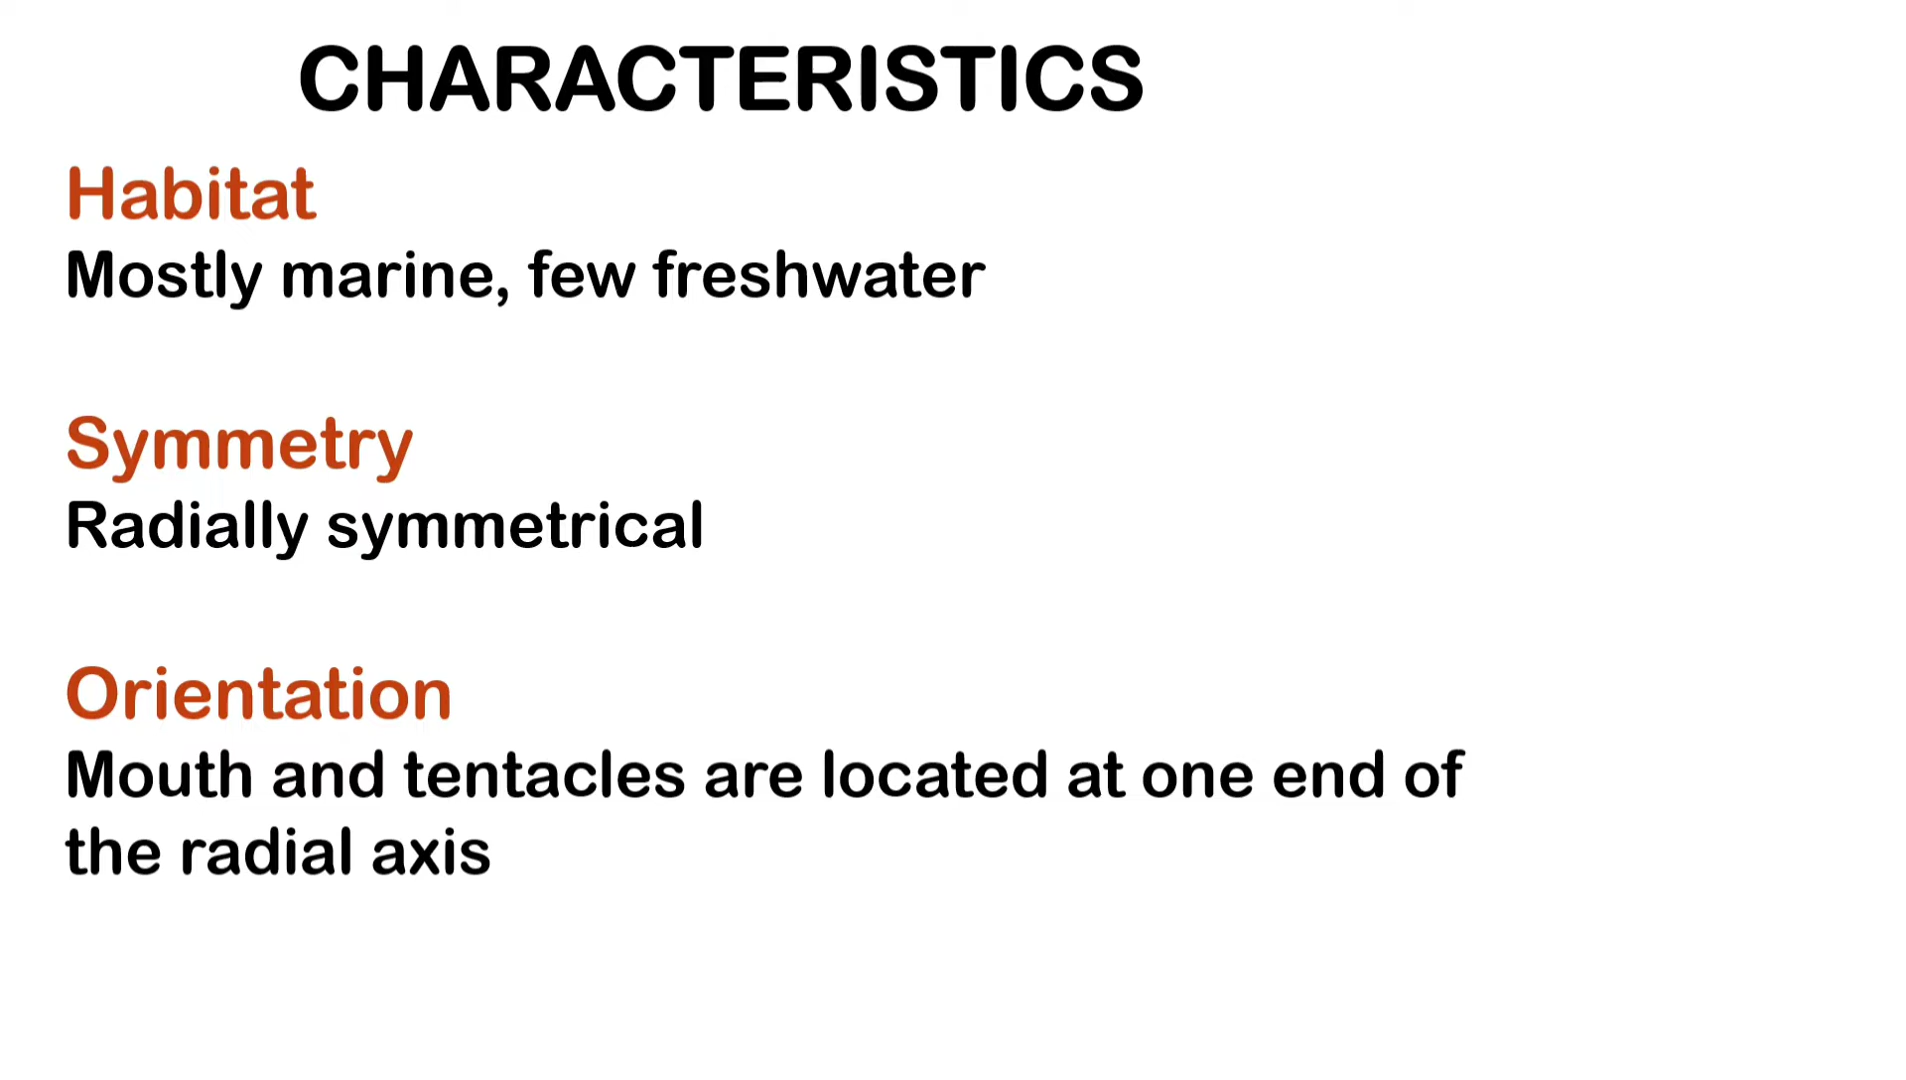 CHARACTERISTICS
Habitat
Mostly marine, few freshwater
Symmetry
Radially symmetrical
Orientation
Mouth and tentacles are located at one end of
the radial axis